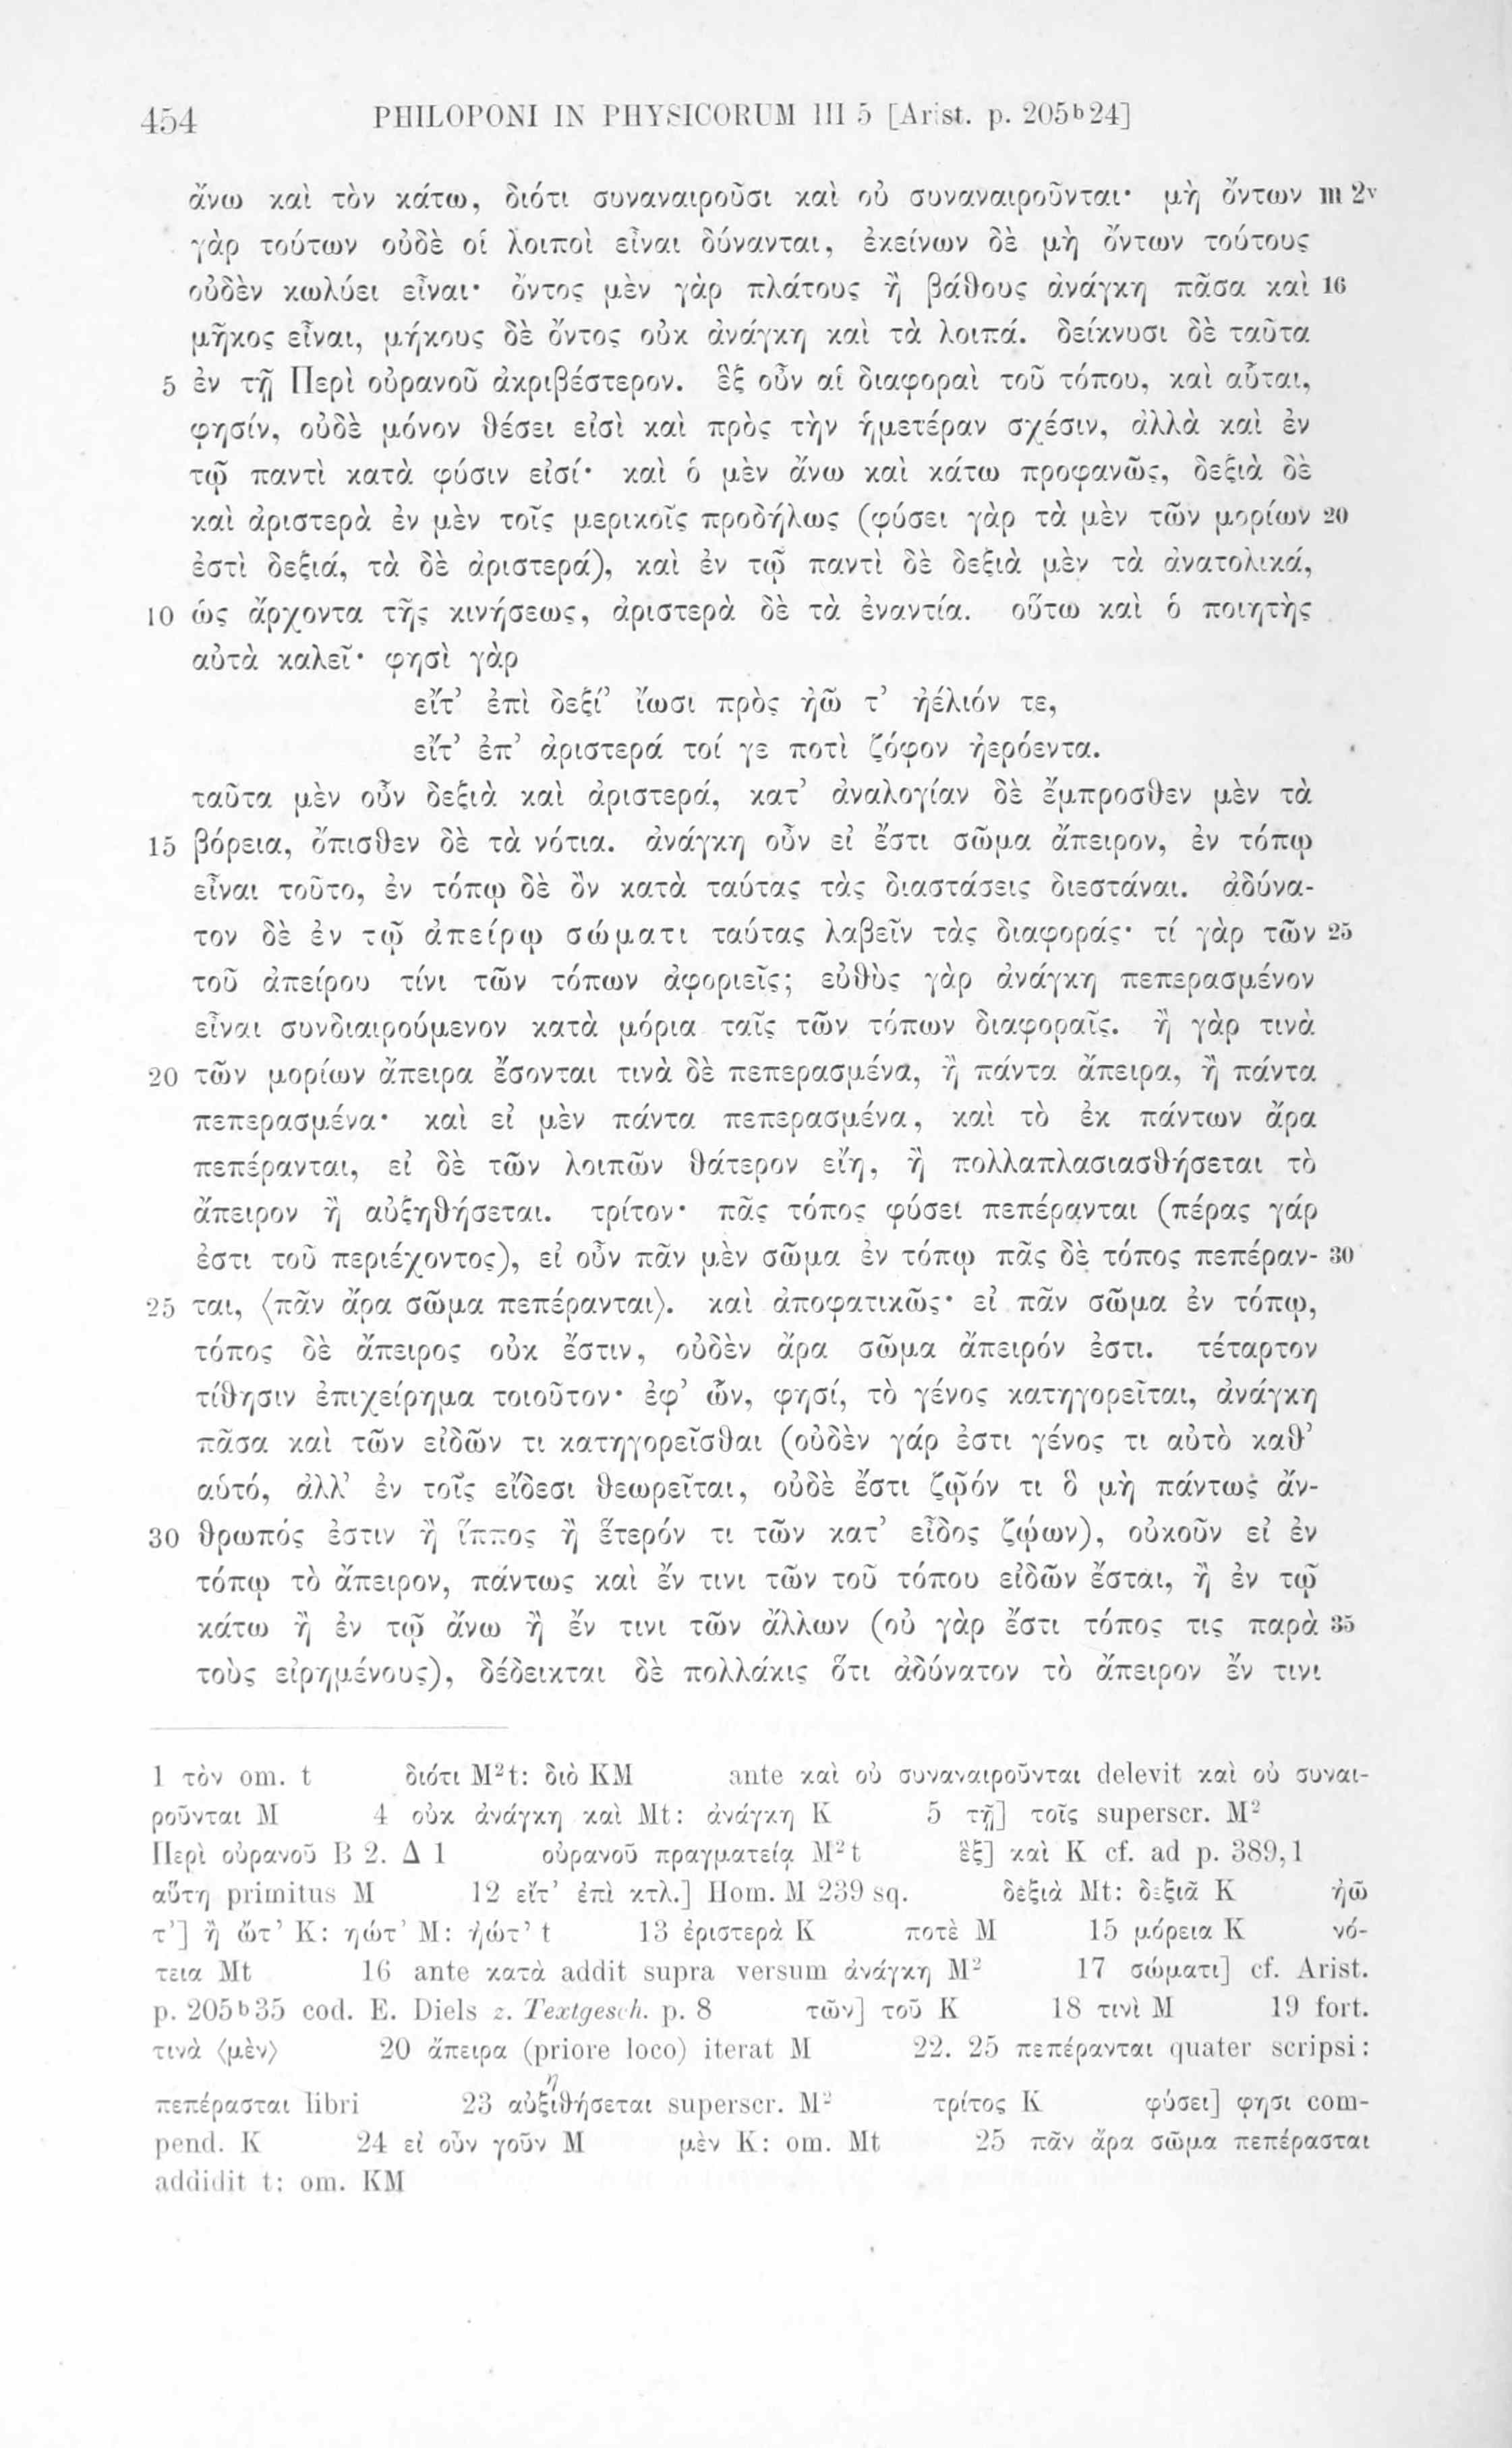 454 PHILOPONI IN PHYSICORUM III 5 [Arist. p. 205ᵇ24]
ἄνω καὶ τὸν κάτω, διότι συναναιροῦσι καὶ οὐ συναναιροῦνται· μὴ ὄντων m 2ᵛ
γὰρ τούτων οὐδὲ οἱ λοιποὶ εἶναι δύνανται, ἐκείνων δὲ μὴ ὄντων τούτους
οὐδὲν κωλύει εἶναι· ὄντος μὲν γὰρ πλάτους ἢ βάθους ἀνάγκη πᾶσα καὶ 16
μῆκος εἶναι, μήκους δὲ ὄντος οὐκ ἀνάγκη καὶ τὰ λοιπά. δείκνυσι δὲ ταῦτα
5 ἐν τῇ Περὶ οὐρανοῦ ἀκριβέστερον. ἓξ οὖν αἱ διαφοραὶ τοῦ τόπου, καὶ αὗται,
φησίν, οὐδὲ μόνον θέσει εἰσὶ καὶ πρὸς τὴν ἡμετέραν σχέσιν, ἀλλὰ καὶ ἐν
τῷ παντὶ κατὰ φύσιν εἰσί· καὶ ὁ μὲν ἄνω καὶ κάτω προφανῶς, δεξιὰ δὲ
καὶ ἀριστερὰ ἐν μὲν τοῖς μερικοῖς προδήλως (φύσει γὰρ τὰ μὲν τῶν μορίων 20
ἐστὶ δεξιά, τὰ δὲ ἀριστερά), καὶ ἐν τῷ παντὶ δὲ δεξιὰ μὲν τὰ ἀνατολικά,
10 ὡς ἄρχοντα τῆς κινήσεως, ἀριστερὰ δὲ τὰ ἐναντία. οὕτω καὶ ὁ ποιητὴς
αὐτὰ καλεῖ· φησὶ γὰρ
εἴτ’ ἐπὶ δεξί’ ἴωσι πρὸς ἠῶ τ’ ἠέλιόν τε,
εἴτ’ ἐπ’ ἀριστερά τοί γε ποτὶ ζόφον ἠερόεντα.
ταῦτα μὲν οὖν δεξιὰ καὶ ἀριστερά, κατ’ ἀναλογίαν δὲ ἔμπροσθεν μὲν τὰ
15 βόρεια, ὄπισθεν δὲ τὰ νότια. ἀνάγκη οὖν εἰ ἔστι σῶμα ἄπειρον, ἐν τόπῳ
εἶναι τοῦτο, ἐν τόπῳ δὲ ὂν κατὰ ταύτας τὰς διαστάσεις διεστάναι. ἀδύνα-
τον δὲ ἐν τῷ ἀπείρῳ σώματι ταύτας λαβεῖν τὰς διαφοράς· τί γὰρ τῶν 25
τοῦ ἀπείρου τίνι τῶν τόπων ἀφοριεῖς; εὐθὺς γὰρ ἀνάγκη πεπερασμένον
εἶναι συνδιαιρούμενον κατὰ μόρια ταῖς τῶν τόπων διαφοραῖς. ἢ γὰρ τινὰ
20 τῶν μορίων ἄπειρα ἔσονται τινὰ δὲ πεπερασμένα, ἢ πάντα ἄπειρα, ἢ πάντα
πεπερασμένα· καὶ εἰ μὲν πάντα πεπερασμένα, καὶ τὸ ἐκ πάντων ἄρα
πεπέρανται, εἰ δὲ τῶν λοιπῶν θάτερον εἴη, ἢ πολλαπλασιασθήσεται τὸ
ἄπειρον ἢ αὐξηθήσεται. τρίτον· πᾶς τόπος φύσει πεπέρανται (πέρας γάρ
ἐστι τοῦ περιέχοντος), εἰ οὖν πᾶν μὲν σῶμα ἐν τόπῳ πᾶς δὲ τόπος πεπέραν- 30
25 ται, ⟨πᾶν ἄρα σῶμα πεπέρανται⟩. καὶ ἀποφατικῶς· εἰ πᾶν σῶμα ἐν τόπῳ,
τόπος δὲ ἄπειρος οὐκ ἔστιν, οὐδὲν ἄρα σῶμα ἄπειρόν ἐστι. τέταρτον
τίθησιν ἐπιχείρημα τοιοῦτον· ἐφ’ ὧν, φησί, τὸ γένος κατηγορεῖται, ἀνάγκη
πᾶσα καὶ τῶν εἰδῶν τι κατηγορεῖσθαι (οὐδὲν γάρ ἐστι γένος τι αὐτὸ καθ’
αὑτό, ἀλλ’ ἐν τοῖς εἴδεσι θεωρεῖται, οὐδὲ ἔστι ζῷόν τι ὃ μὴ πάντως ἄν-
30 θρωπός ἐστιν ἢ ἵππος ἢ ἕτερόν τι τῶν κατ’ εἶδος ζῴων), οὐκοῦν εἰ ἐν
τόπῳ τὸ ἄπειρον, πάντως καὶ ἔν τινι τῶν τοῦ τόπου εἰδῶν ἔσται, ἢ ἐν τῷ
κάτω ἢ ἐν τῷ ἄνω ἢ ἔν τινι τῶν ἄλλων (οὐ γὰρ ἔστι τόπος τις παρὰ 35
τοὺς εἰρημένους), δέδεικται δὲ πολλάκις ὅτι ἀδύνατον τὸ ἄπειρον ἔν τινι
1 τὸν om. t διότι M²t: διὸ KM ante καὶ οὐ συναναιροῦνται delevit καὶ οὐ συναι-
ροῦνται M 4 οὐκ ἀνάγκη καὶ Mt: ἀνάγκη K 5 τῇ] τοῖς superscr. M²
Περὶ οὐρανοῦ B 2. Δ 1 οὐρανοῦ πραγματείᾳ M²t ἓξ] καὶ K cf. ad p. 389,1
αὕτη primitus M 12 εἴτ’ ἐπὶ κτλ.] Hom. M 239 sq. δεξιὰ Mt: δεξιᾶ K ἠῶ
τ’] ἢ ὤτ’ K: ηώτ’ M: ἠώτ’ t 13 ἐριστερὰ K ποτὲ M 15 μόρεια K νό-
τεια Mt 16 ante κατὰ addit supra versum ἀνάγκη M² 17 σώματι] cf. Arist.
p. 205ᵇ35 cod. E. Diels z. Textgesch. p. 8 τῶν] τοῦ K 18 τινὶ M 19 fort.
τινὰ ⟨μὲν⟩ 20 ἄπειρα (priore loco) iterat M 22. 25 πεπέρανται quater scripsi:
πεπέρασται libri 23 αὐξιθήσεται superscr. η M² τρίτος K φύσει] φησι com-
pend. K 24 εἰ οὖν γοῦν M μὲν K: om. Mt 25 πᾶν ἄρα σῶμα πεπέρασται
addidit t: om. KM